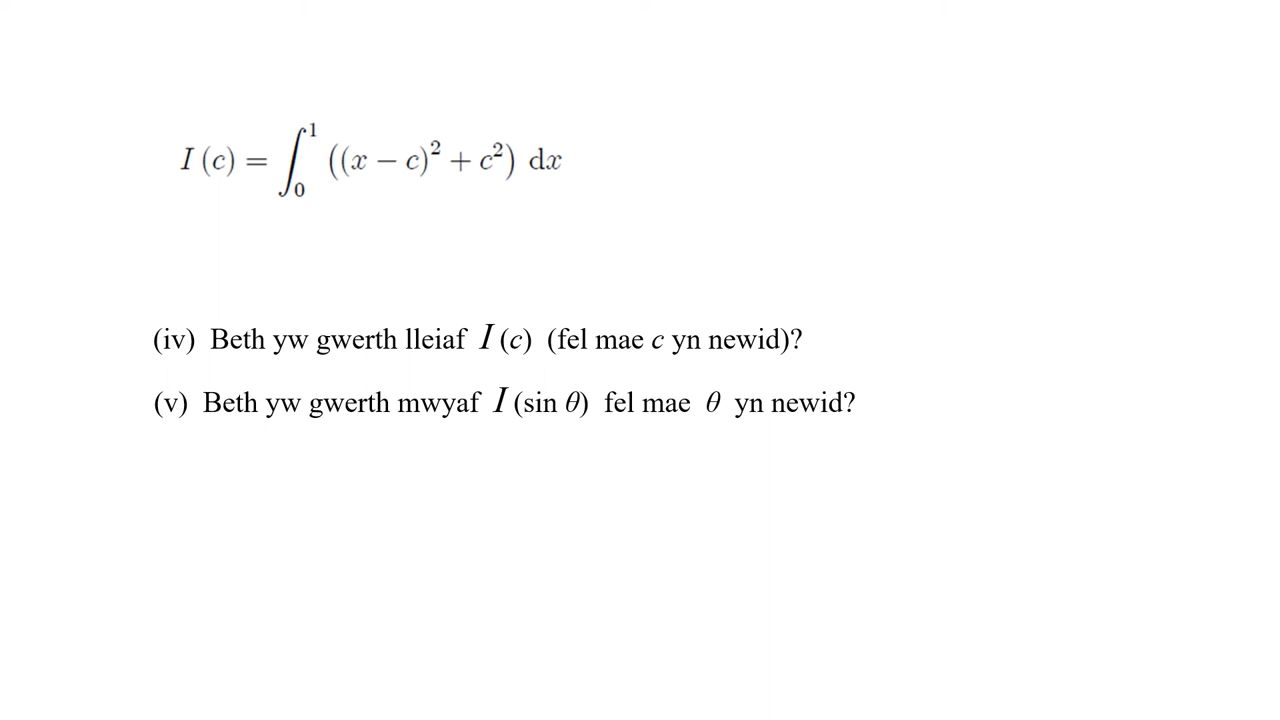 I (c) = ∫₀¹ ((x − c)² + c²) dx
(iv) Beth yw gwerth lleiaf I (c) (fel mae c yn newid)?
(v) Beth yw gwerth mwyaf I (sin θ) fel mae θ yn newid?